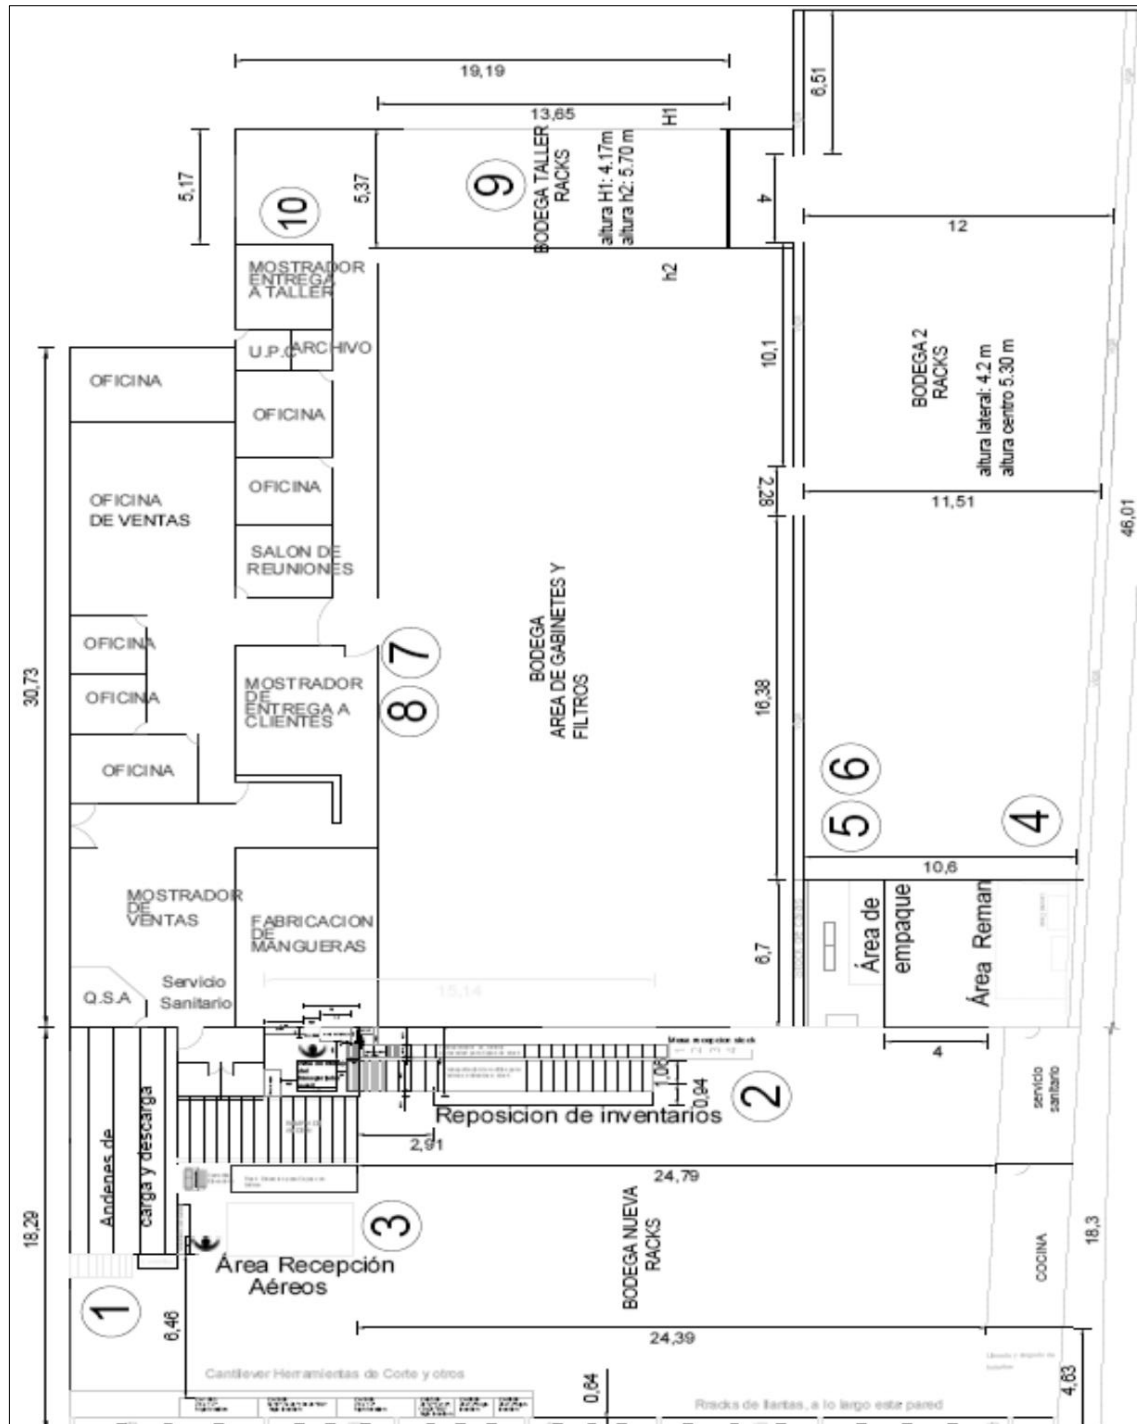 19,19
13,65
6,51
H1
5,17
5,37
9
BODEGA TALLER
RACKS
altura H1: 4.17m
altura h2: 5.70 m
4
10
12
MOSTRADOR
ENTREGA
A TALLER
h2
U.P.C
ARCHIVO
10,1
BODEGA 2
RACKS
altura lateral: 4.2 m
altura centro 5.30 m
OFICINA
OFICINA
OFICINA
DE VENTAS
OFICINA
2,28
11,51
46,01
SALON DE
REUNIONES
BODEGA
AREA DE GABINETES Y
FILTROS
OFICINA
7
30,73
OFICINA
MOSTRADOR
DE
ENTREGA A
CLIENTES
8
16,38
OFICINA
6
5
4
10,6
MOSTRADOR
DE
VENTAS
FABRICACION
DE
MANGUERAS
6,7
Área de
empaque
Área Reman
Q.S.A
Servicio
Sanitario
15,14
Mesa recepcion stock
4
1,06
0,94
2
servicio
sanitario
Reposicion de inventarios
2,91
Andenes de
carga y descarga
24,79
18,29
3
BODEGA NUEVA
RACKS
18,3
Área Recepción
Aéreos
COCINA
1
6,46
24,39
Cantilever Herramientas de Corte y otros
0,64
4,63
Rracks de llantas, a lo largo esta pared